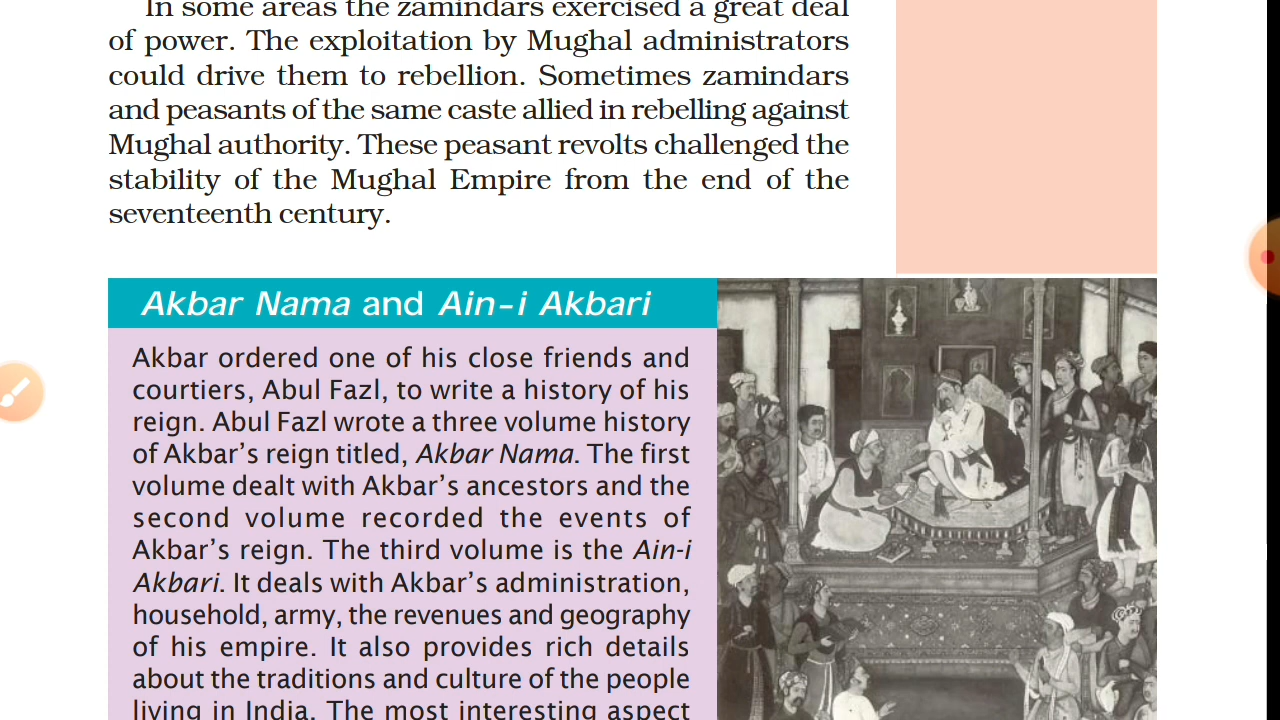 In some areas the zamindars exercised a great deal
of power. The exploitation by Mughal administrators
could drive them to rebellion. Sometimes zamindars
and peasants of the same caste allied in rebelling against
Mughal authority. These peasant revolts challenged the
stability of the Mughal Empire from the end of the
seventeenth century.
Akbar Nama and Ain-i Akbari
Akbar ordered one of his close friends and
courtiers, Abul Fazl, to write a history of his
reign. Abul Fazl wrote a three volume history
of Akbar’s reign titled, Akbar Nama. The first
volume dealt with Akbar’s ancestors and the
second volume recorded the events of
Akbar’s reign. The third volume is the Ain-i
Akbari. It deals with Akbar’s administration,
household, army, the revenues and geography
of his empire. It also provides rich details
about the traditions and culture of the people
living in India. The most interesting aspect